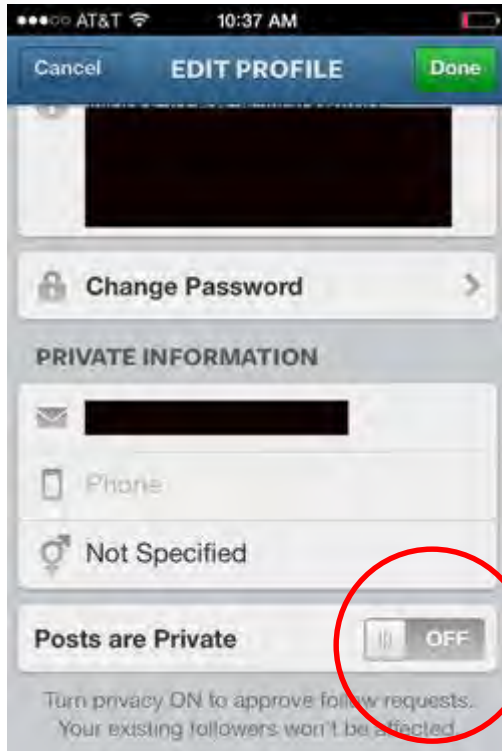 AT&T 10:37 AM
Cancel EDIT PROFILE Done
Change Password
PRIVATE INFORMATION
Phone
Not Specified
Posts are Private OFF
Turn privacy ON to approve follow requests.
Your existing followers won't be affected.